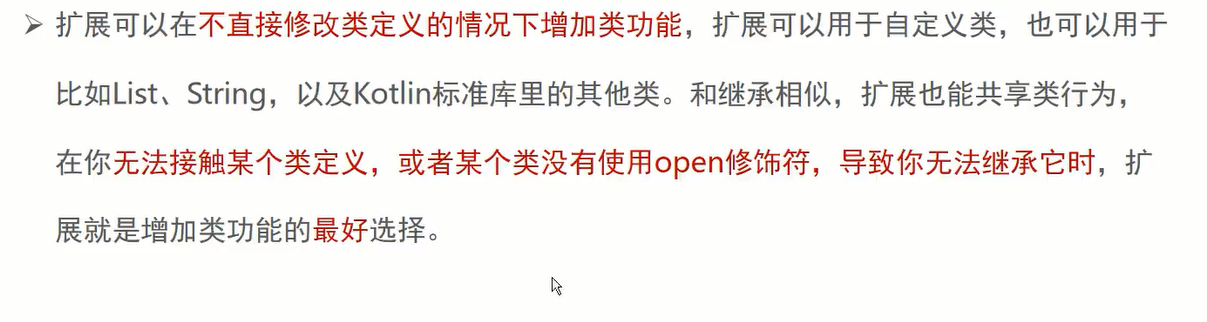 ➢ 扩展可以在不直接修改类定义的情况下增加类功能，扩展可以用于自定义类，也可以用于
比如List、String，以及Kotlin标准库里的其他类。和继承相似，扩展也能共享类行为，
在你无法接触某个类定义，或者某个类没有使用open修饰符，导致你无法继承它时，扩
展就是增加类功能的最好选择。